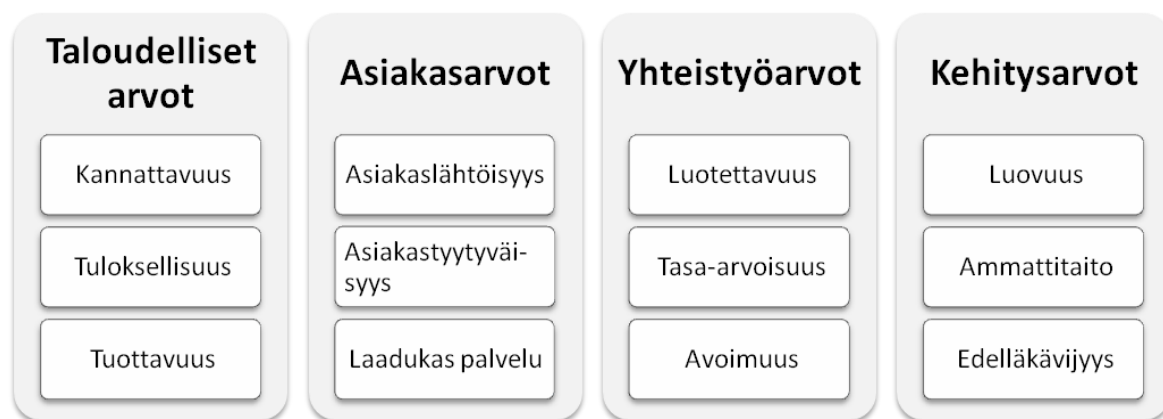 Taloudelliset
arvot
Kannattavuus
Tuloksellisuus
Tuottavuus
Asiakasarvot
Asiakaslähtöisyys
Asiakastyytyväi-
syys
Laadukas palvelu
Yhteistyöarvot
Luotettavuus
Tasa-arvoisuus
Avoimuus
Kehitysarvot
Luovuus
Ammattitaito
Edelläkävijyys